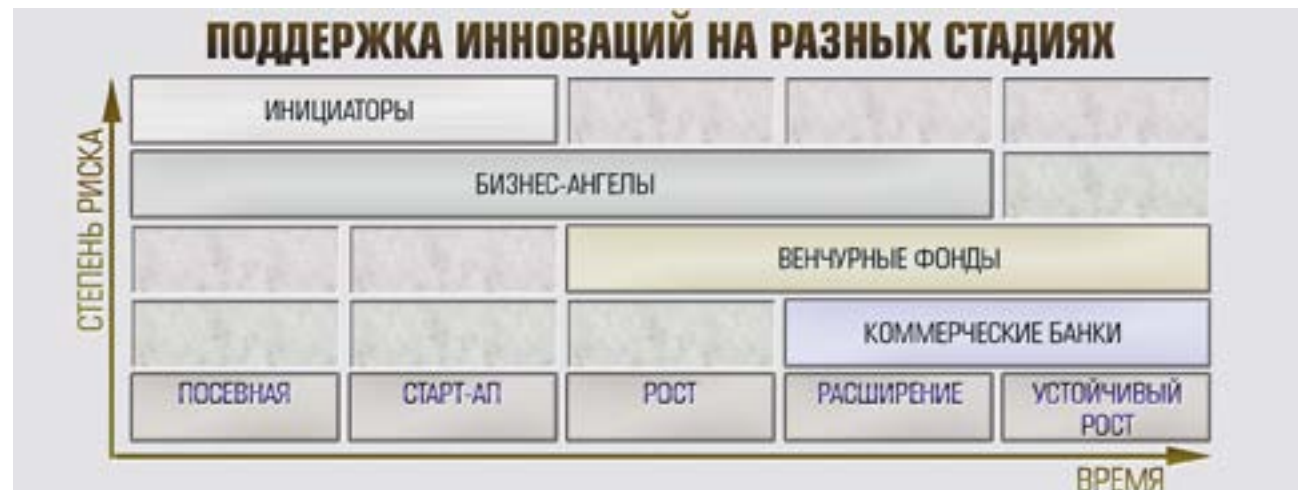 ПОДДЕРЖКА ИННОВАЦИЙ НА РАЗНЫХ СТАДИЯХ
СТЕПЕНЬ РИСКА
ИНИЦИАТОРЫ
БИЗНЕС-АНГЕЛЫ
ВЕНЧУРНЫЕ ФОНДЫ
КОММЕРЧЕСКИЕ БАНКИ
ПОСЕВНАЯ
СТАРТ-АП
РОСТ
РАСШИРЕНИЕ
УСТОЙЧИВЫЙ
РОСТ
ВРЕМЯ